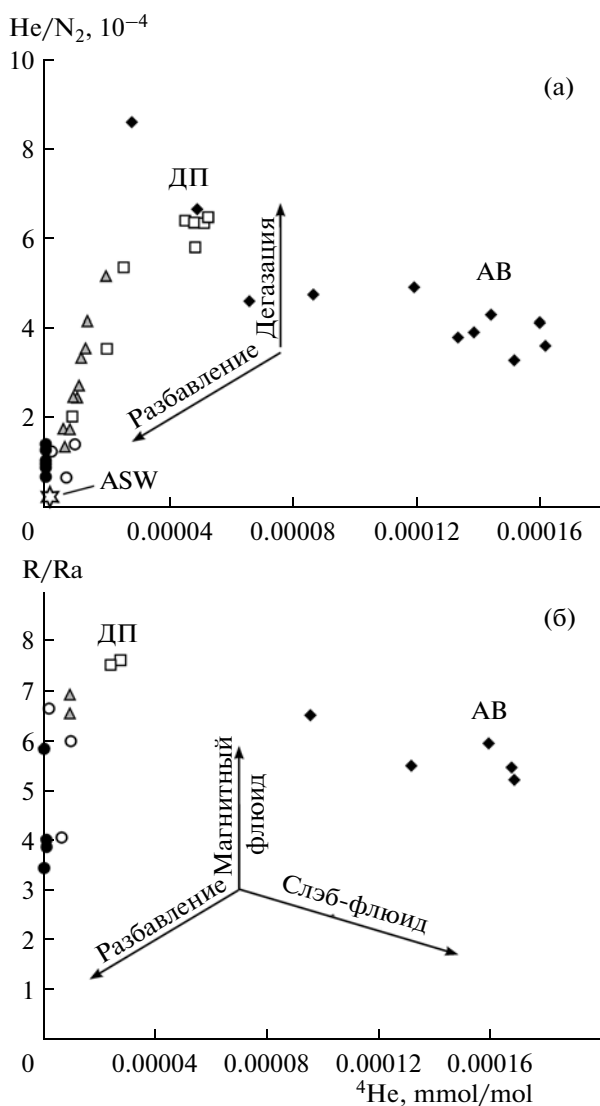 He/N₂, 10⁻⁴
10
(а)
8
ДП
6
АВ
Дегазация
4
Разбавление
2
ASW
0
0.00004
0.00008
0.00012
0.00016
R/Ra
(б)
8
ДП
7
АВ
6
Магнитный
флюид
5
4
Слэб-флюид
3
Разбавление
2
1
0
0.00004
0.00008
0.00012
0.00016
⁴He, mmol/mol